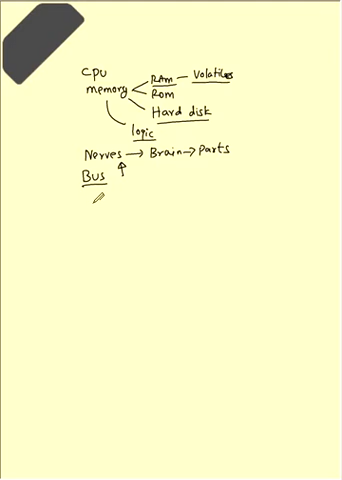 CPU
memory RAM — Volatiles
ROM
Hard disk
logic
Nerves → Brain → Parts
Bus